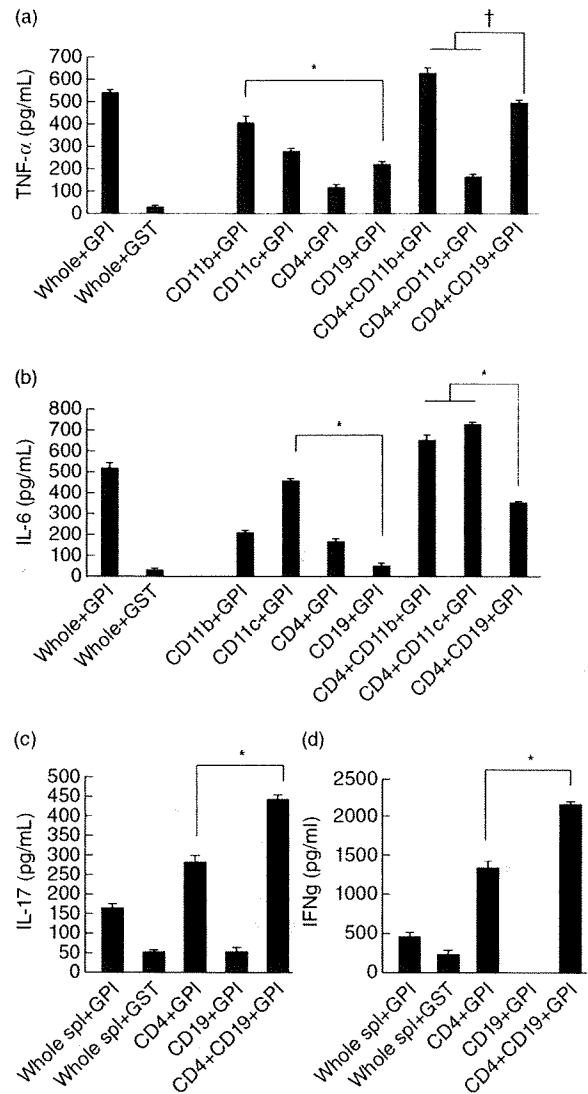 (a)
†
*
TNF-α (pg/mL)
700
600
500
400
300
200
100
0
Whole+GPI
Whole+GST
CD11b+GPI
CD11c+GPI
CD4+GPI
CD19+GPI
CD4+CD11b+GPI
CD4+CD11c+GPI
CD4+CD19+GPI
(b)
*
*
IL-6 (pg/mL)
800
700
600
500
400
300
200
100
0
Whole+GPI
Whole+GST
CD11b+GPI
CD11c+GPI
CD4+GPI
CD19+GPI
CD4+CD11b+GPI
CD4+CD11c+GPI
CD4+CD19+GPI
(c)
*
IL-17 (pg/mL)
450
500
350
300
250
200
150
100
50
50
0
Whole spl+GPI
Whole spl+GST
CD4+GPI
CD19+GPI
CD4+CD19+GPI
(d)
*
IFNg (pg/ml)
2500
2000
1500
1000
500
0
Whole spl+GPI
Whole spl+GST
CD4+GPI
CD19+GPI
CD4+CD19+GPI